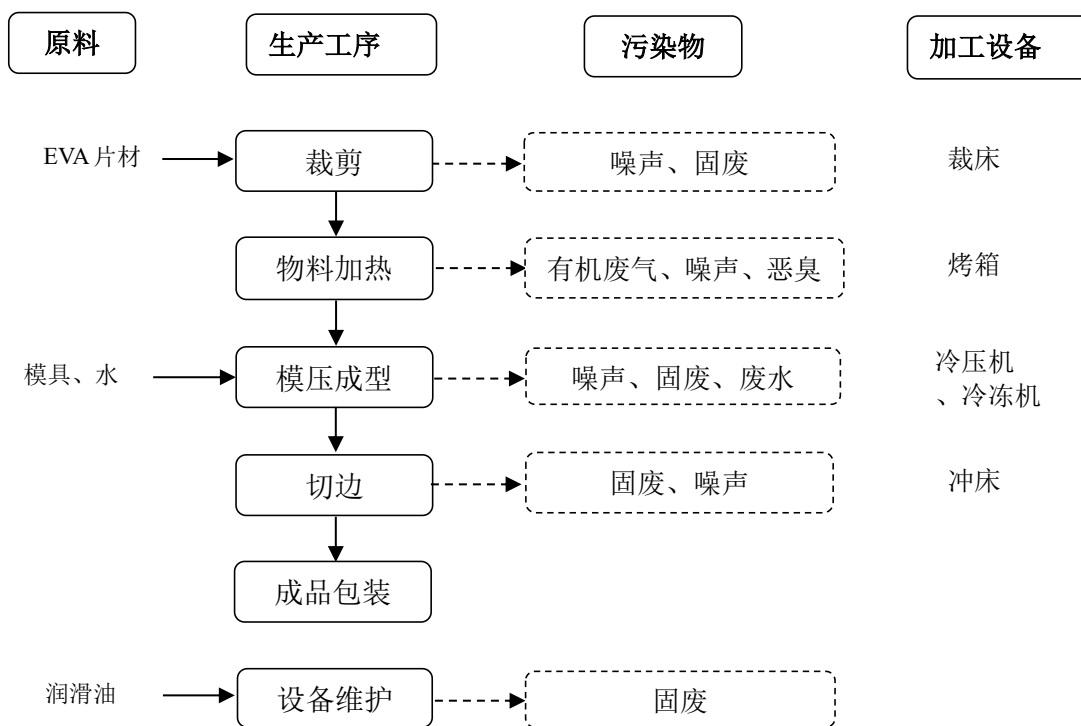 原料
生产工序
污染物
加工设备
EVA 片材
裁剪
噪声、固废
裁床
物料加热
有机废气、噪声、恶臭
烤箱
模具、水
模压成型
噪声、固废、废水
冷压机
、冷冻机
切边
固废、噪声
冲床
成品包装
润滑油
设备维护
固废